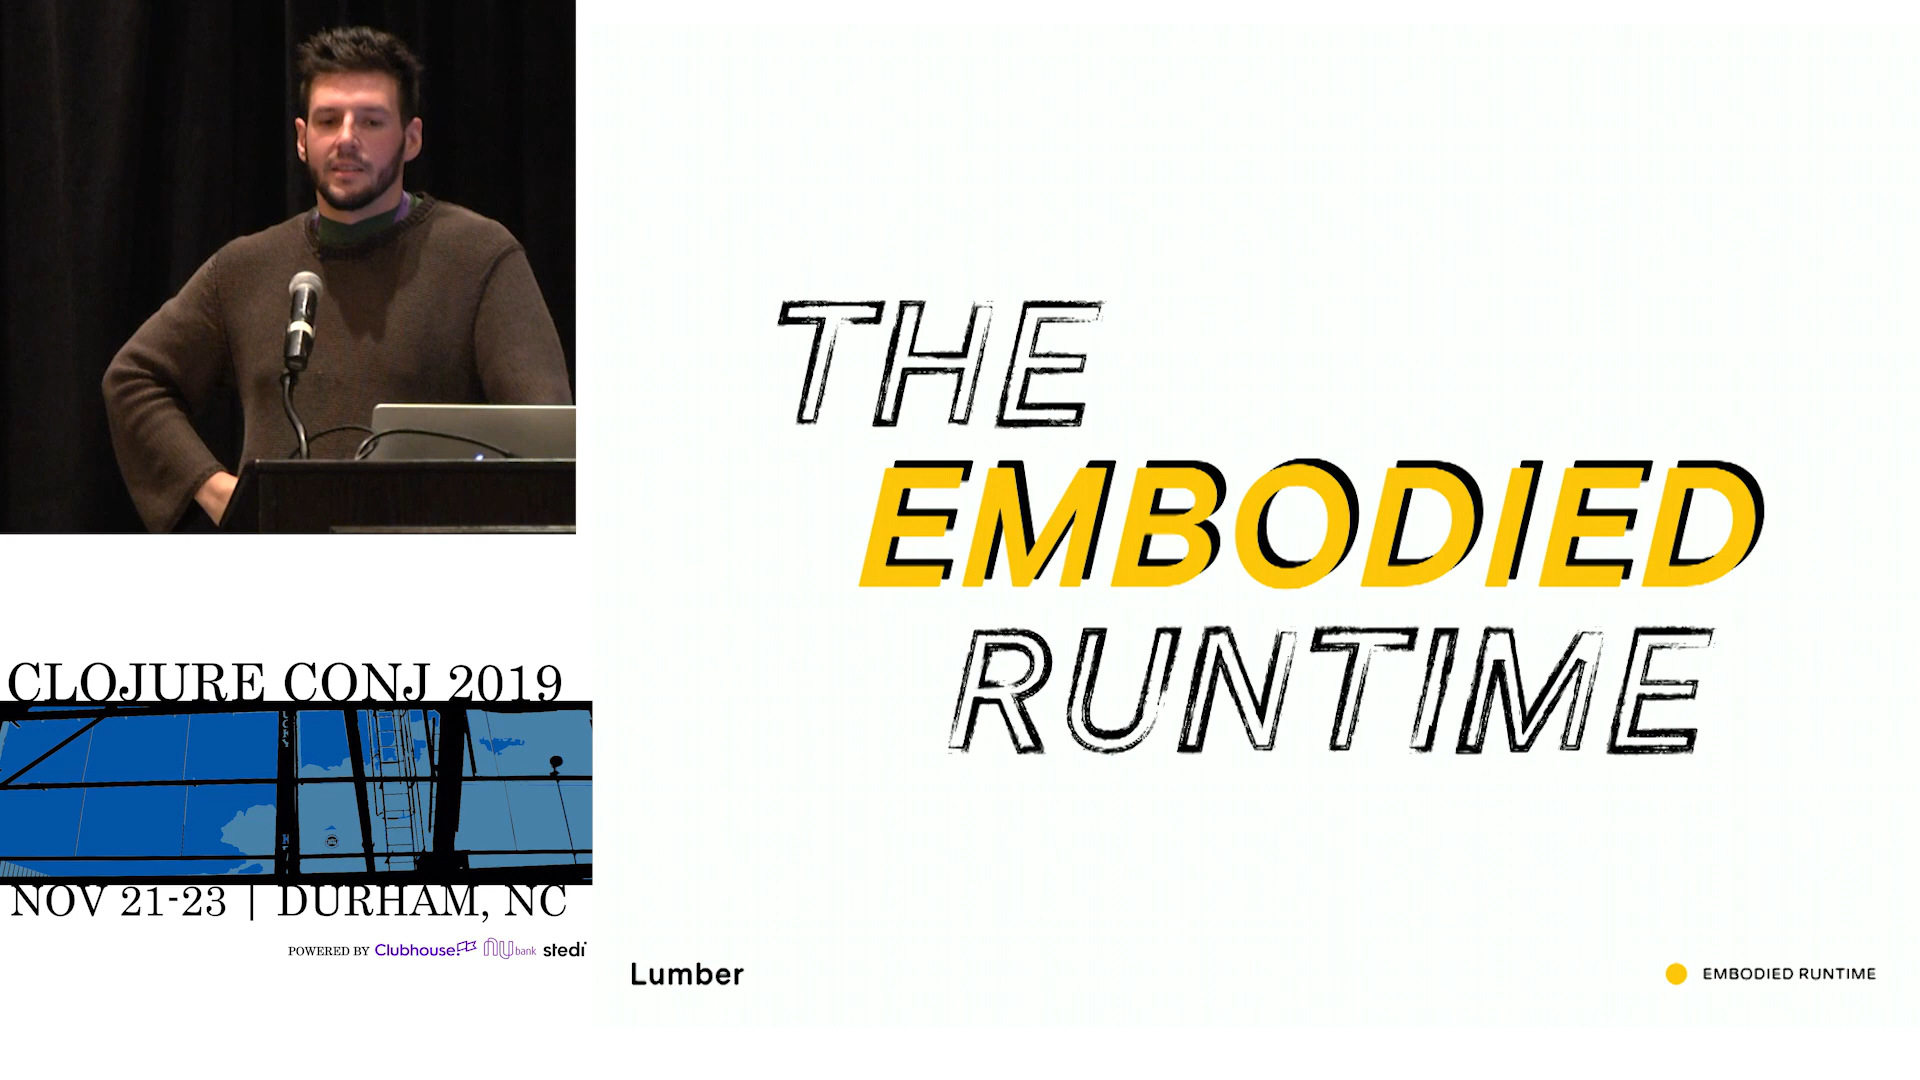 THE
EMBODIED
RUNTIME
CLOJURE CONJ 2019
NOV 21-23 | DURHAM, NC
POWERED BY Clubhouse nu bank stedi
Lumber
EMBODIED RUNTIME